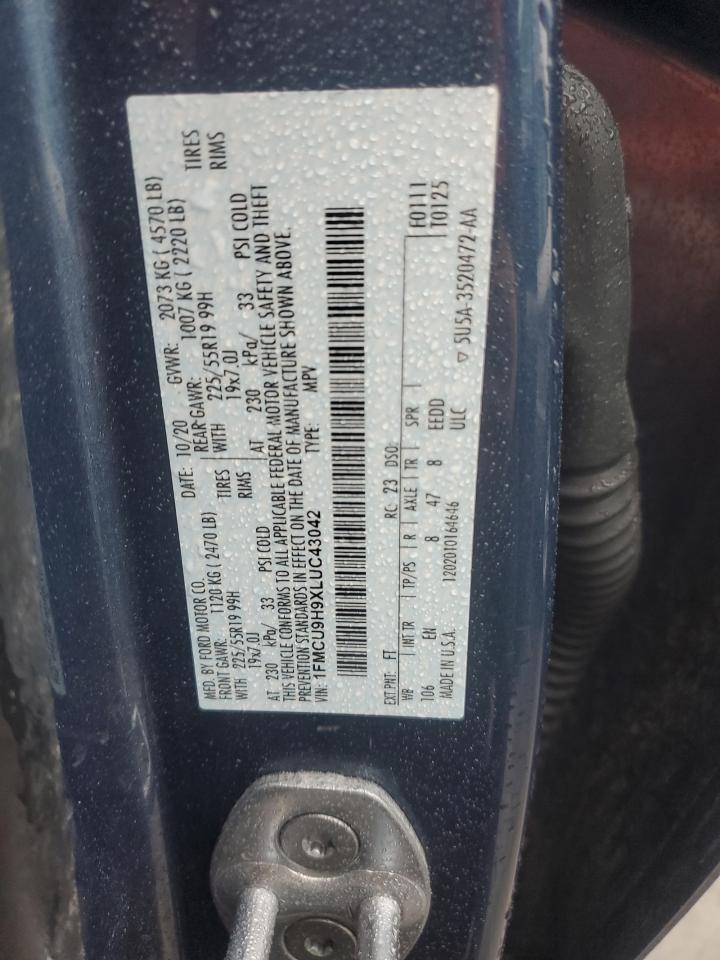 MFD. BY FORD MOTOR CO. DATE: 10/20 GVWR: 2073 KG ( 4570 LB)
FRONT GAWR: 1120 KG ( 2470 LB) REAR GAWR: 1007 KG ( 2220 LB)
WITH 225/55R19 99H TIRES WITH 225/55R19 99H TIRES
19x7.0J RIMS 19x7.0J RIMS
AT 230 kPa/ 33 PSI COLD AT 230 kPa/ 33 PSI COLD
THIS VEHICLE CONFORMS TO ALL APPLICABLE FEDERAL MOTOR VEHICLE SAFETY AND THEFT
PREVENTION STANDARDS IN EFFECT ON THE DATE OF MANUFACTURE SHOWN ABOVE.
VIN: 1FMCU9H9XLUC43042 TYPE: MPV
EXT PNT: FT RC: 23 DSO: F0111
WB INT TR TP/PS R AXLE TR SPR T0125
106 EN 8 47 8 EEDD
MADE IN U.S.A. 1202010164646 ULC ▽ 5U5A-3520472-AA